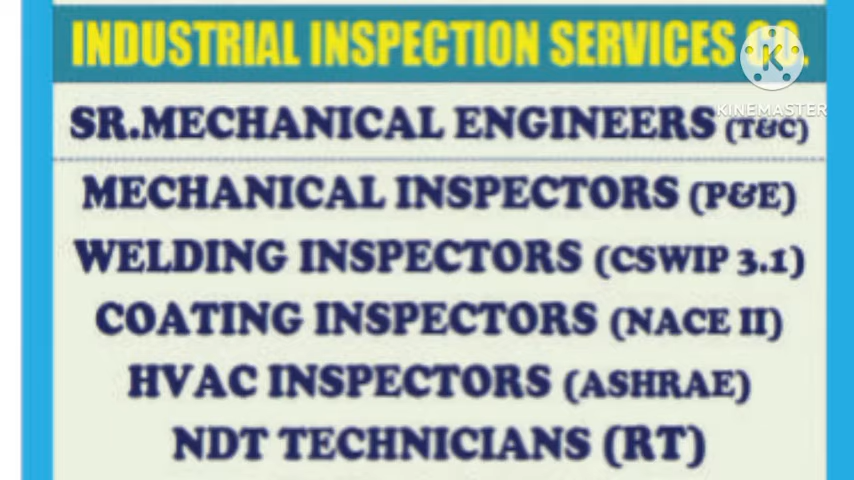 INDUSTRIAL INSPECTION SERVICES CO.
KINEMASTER
SR.MECHANICAL ENGINEERS (T&C)
MECHANICAL INSPECTORS (P&E)
WELDING INSPECTORS (CSWIP 3.1)
COATING INSPECTORS (NACE II)
HVAC INSPECTORS (ASHRAE)
NDT TECHNICIANS (RT)